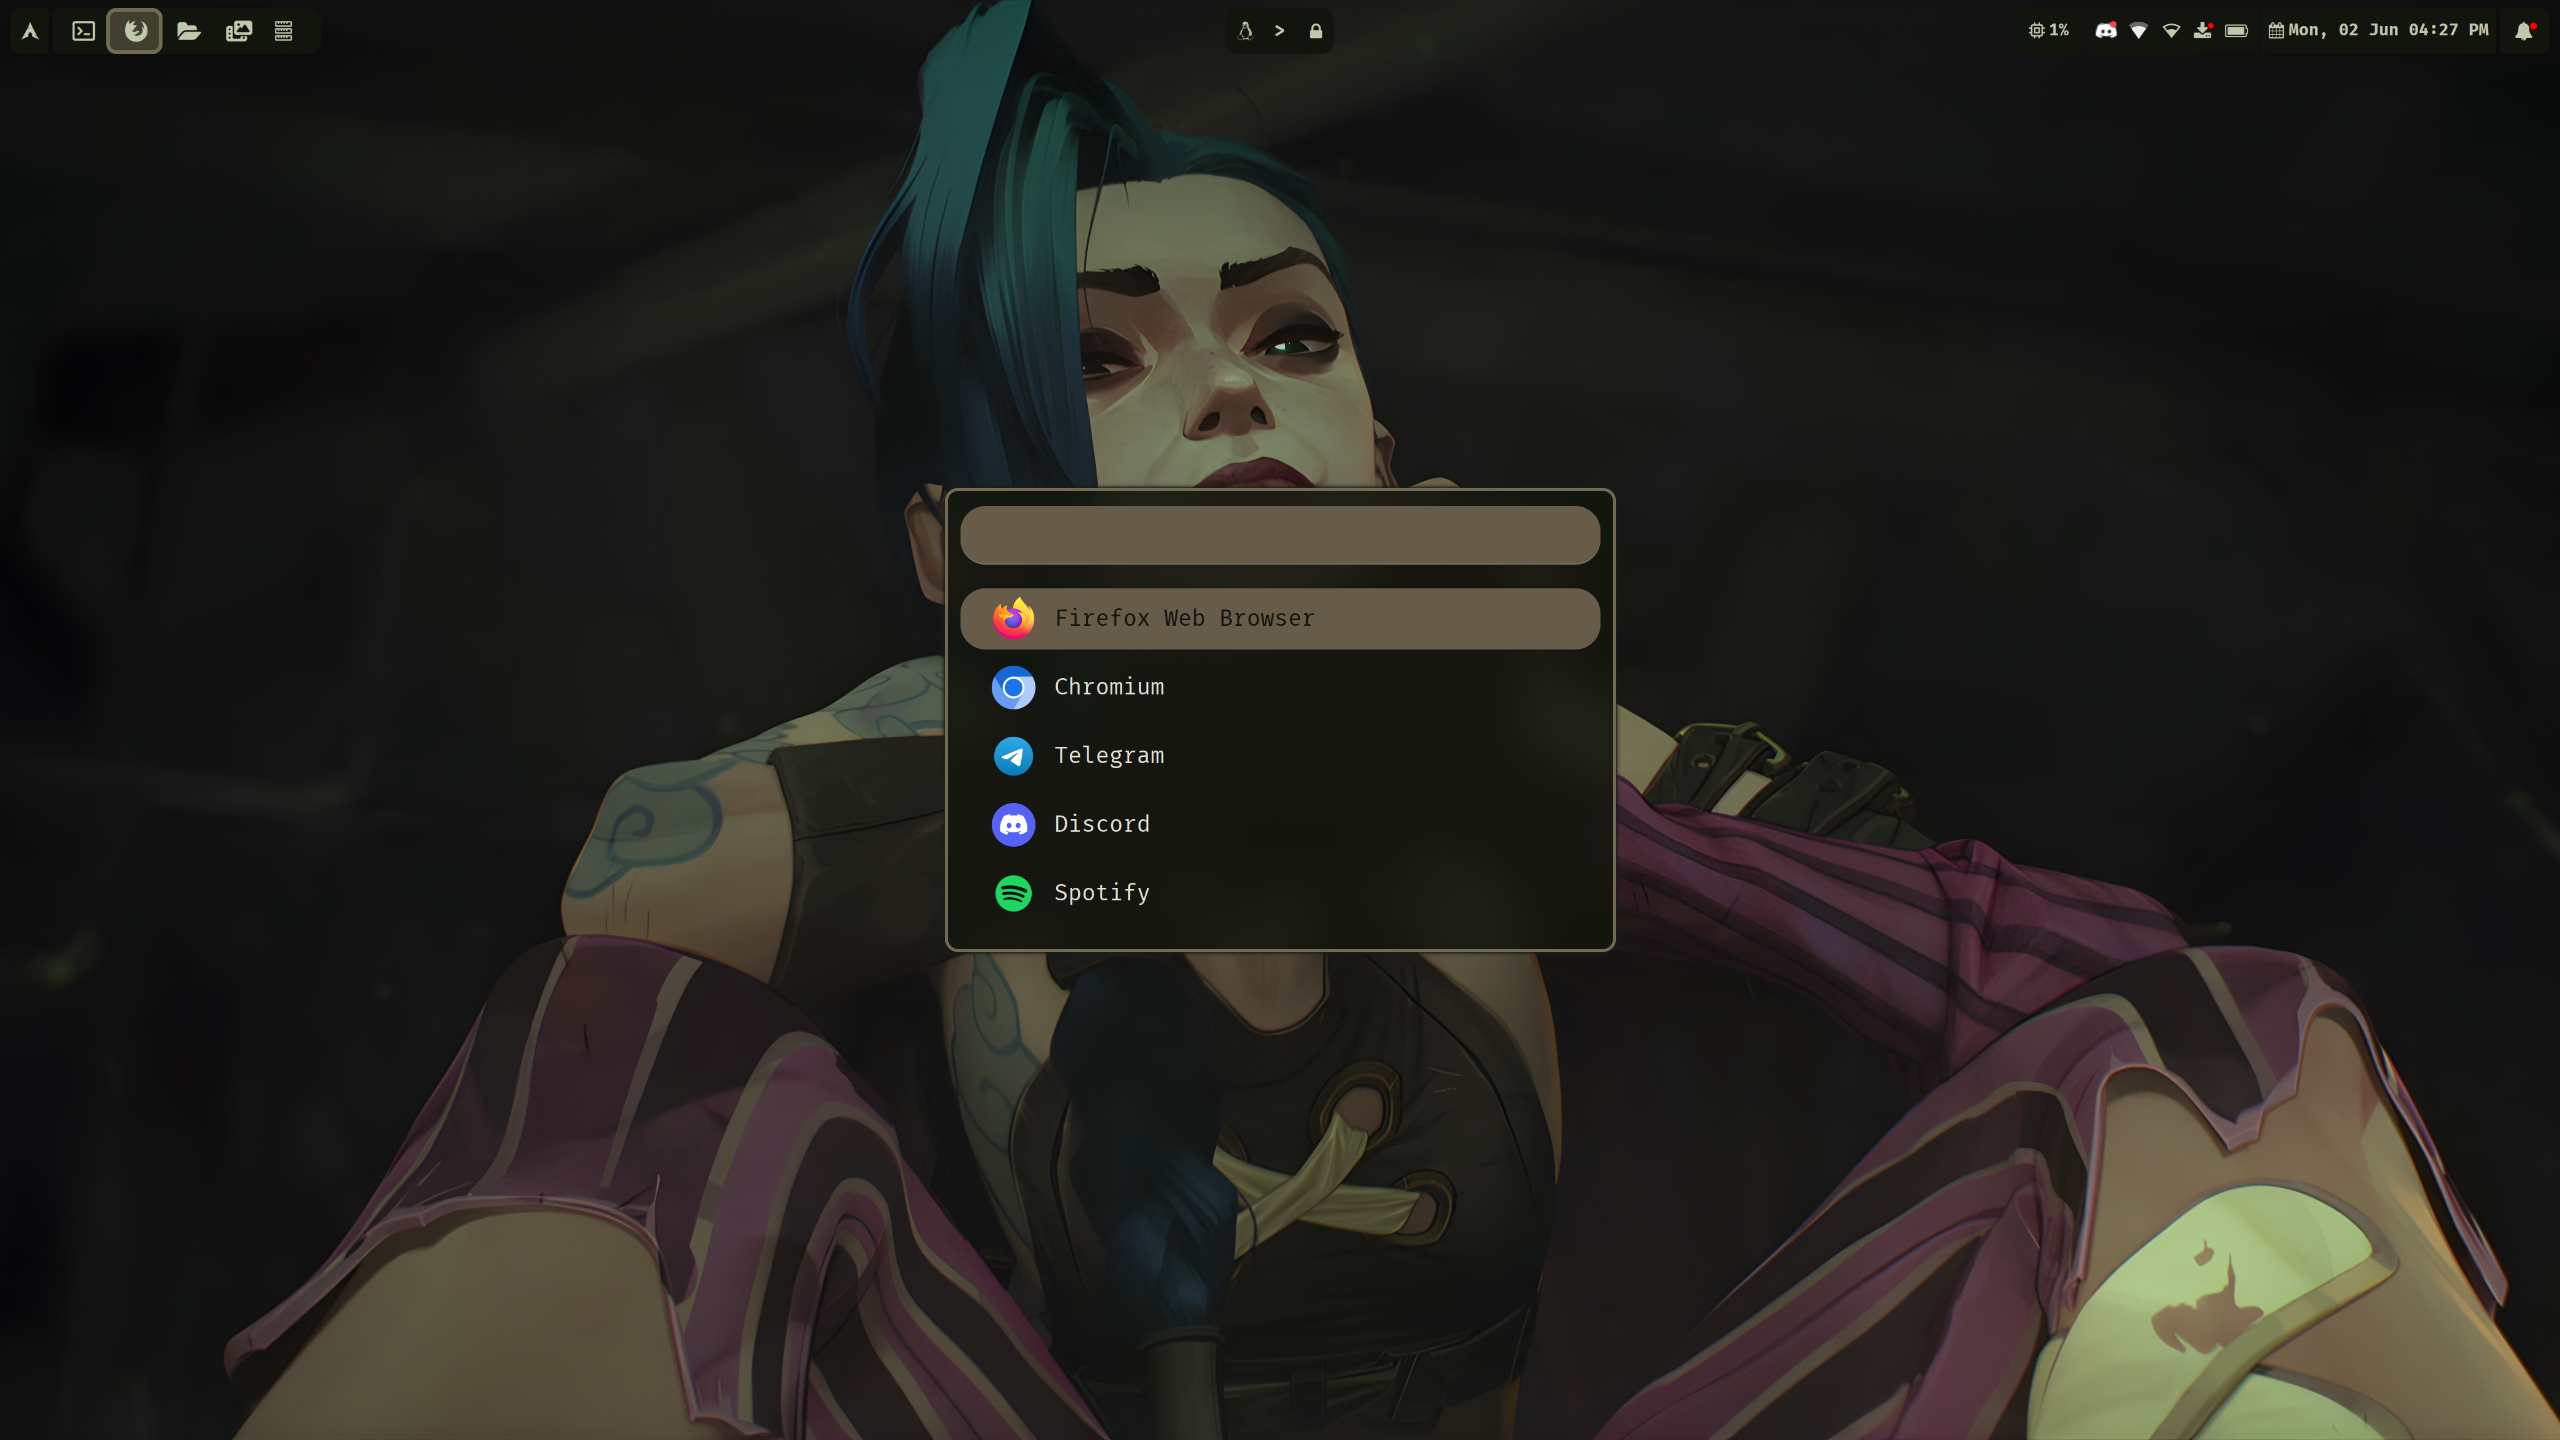 1%
Mon, 02 Jun 04:27 PM
Firefox Web Browser
Chromium
Telegram
Discord
Spotify